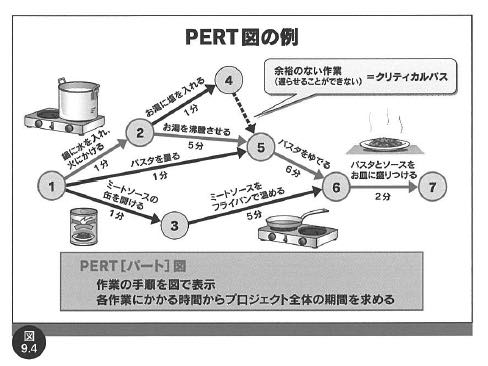 PERT図の例
余裕のない作業
（遅らせることができない）
＝クリティカルパス
4
お湯に塩を入れる
1分
鍋に水を入れ、
火にかける
1分
2
お湯を沸騰させる
5分
5
パスタをゆでる
6分
パスタとソースを
お皿に盛りつける
2分
1
パスタを量る
1分
6
7
ミートソースの
缶を開ける
1分
3
ミートソースを
フライパンで温める
5分
PERT［パート］図
作業の手順を図で表示
各作業にかかる時間からプロジェクト全体の期間を求める
図
9.4